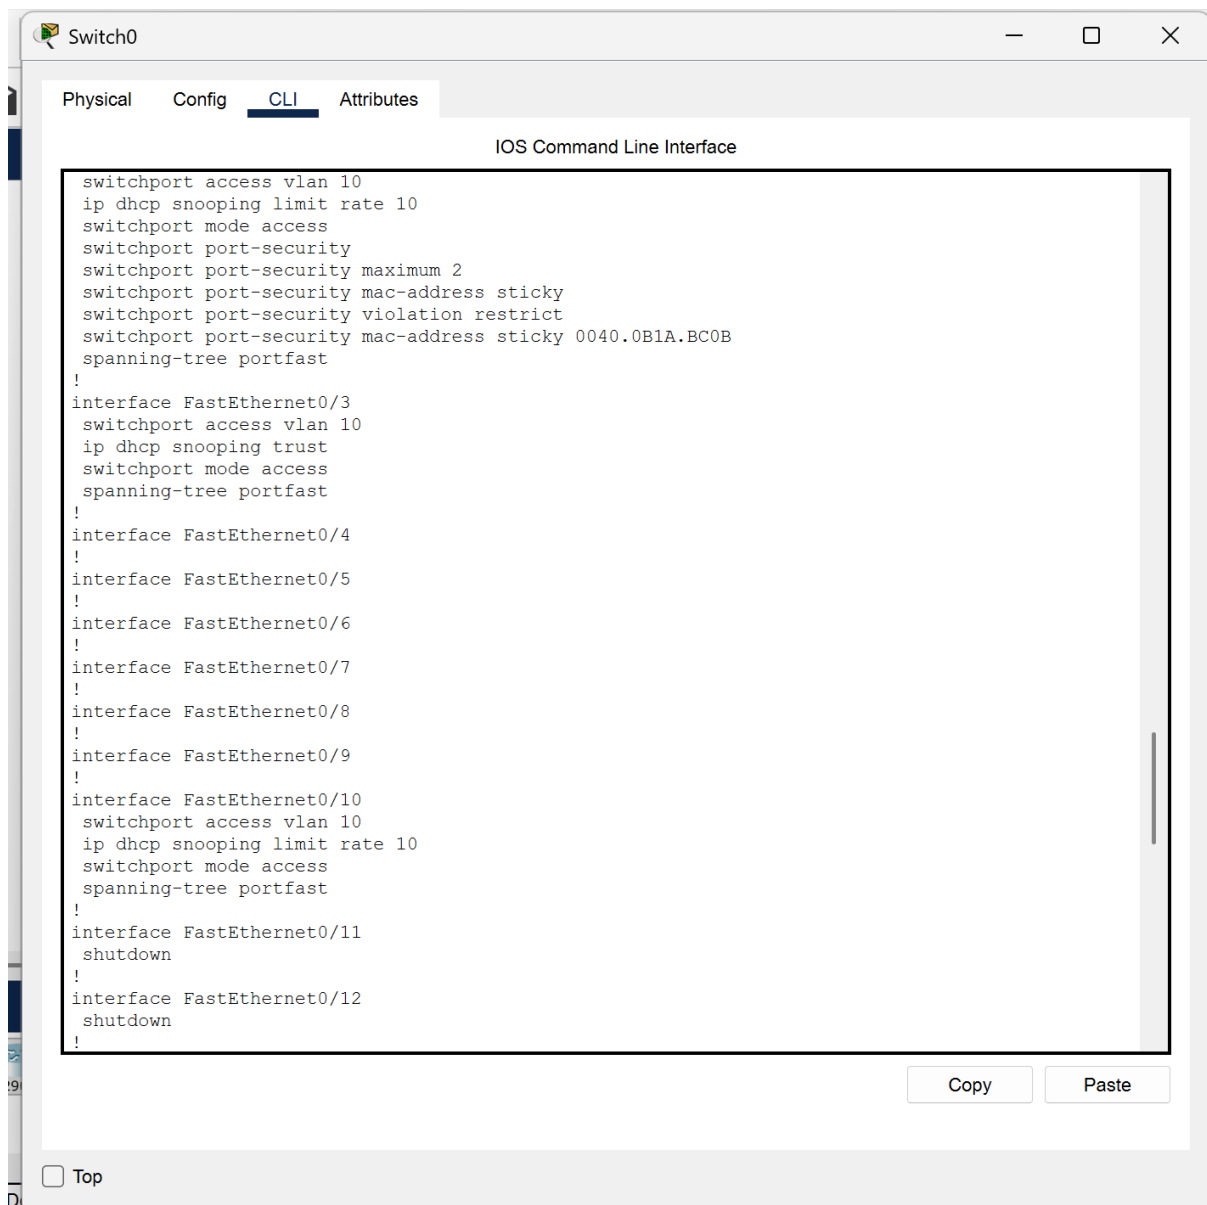 Switch0
Physical Config CLI Attributes
IOS Command Line Interface
switchport access vlan 10
ip dhcp snooping limit rate 10
switchport mode access
switchport port-security
switchport port-security maximum 2
switchport port-security mac-address sticky
switchport port-security violation restrict
switchport port-security mac-address sticky 0040.0B1A.BC0B
spanning-tree portfast
!
interface FastEthernet0/3
switchport access vlan 10
ip dhcp snooping trust
switchport mode access
spanning-tree portfast
!
interface FastEthernet0/4
!
interface FastEthernet0/5
!
interface FastEthernet0/6
!
interface FastEthernet0/7
!
interface FastEthernet0/8
!
interface FastEthernet0/9
!
interface FastEthernet0/10
switchport access vlan 10
ip dhcp snooping limit rate 10
switchport mode access
spanning-tree portfast
!
interface FastEthernet0/11
shutdown
!
interface FastEthernet0/12
shutdown
!
Copy Paste
Top